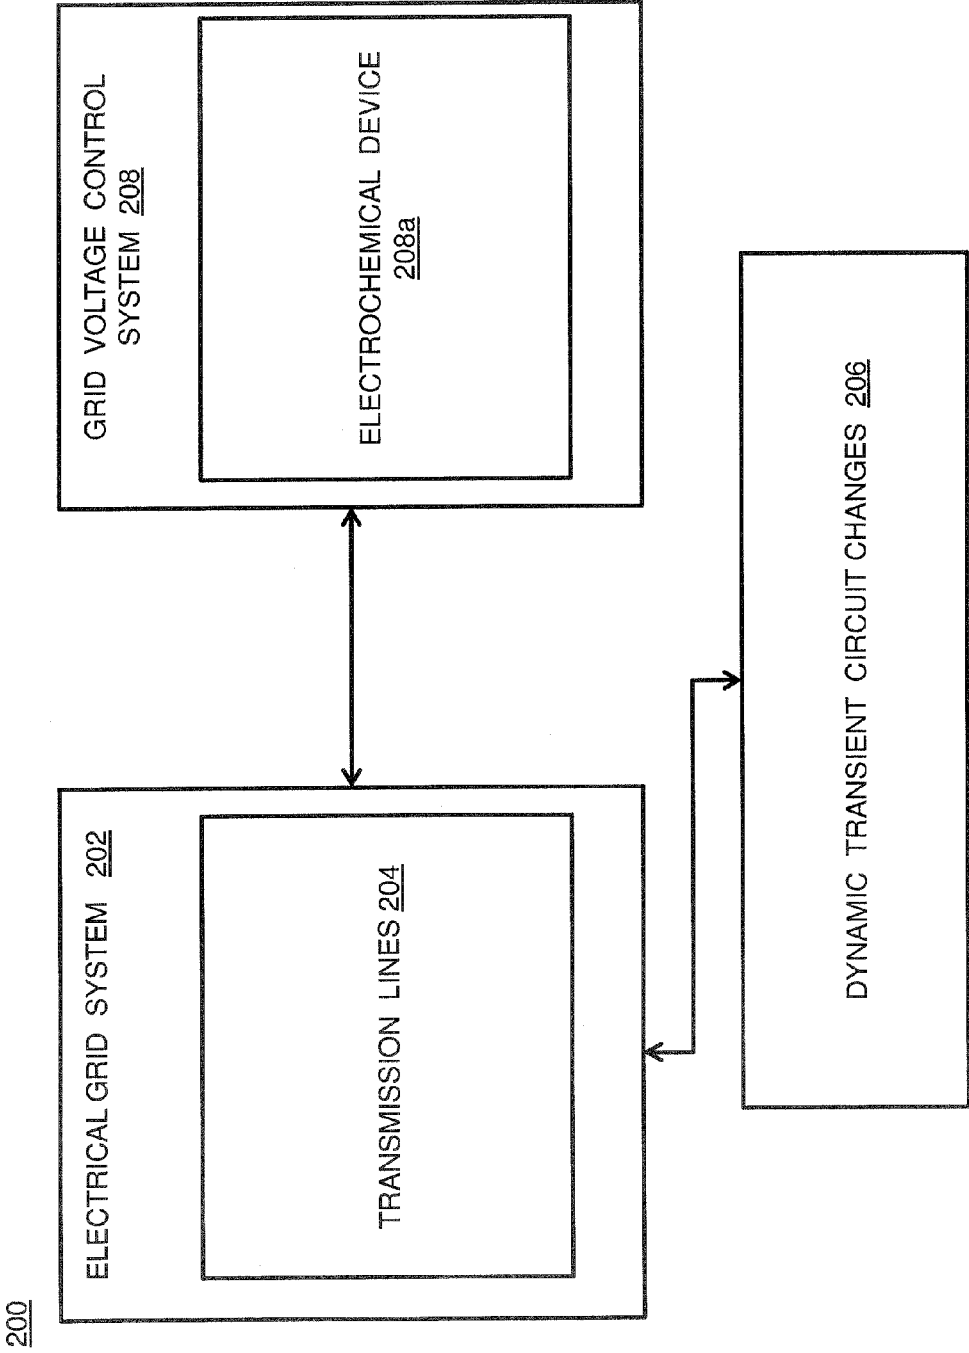 200
ELECTRICAL GRID SYSTEM 202
TRANSMISSION LINES 204
GRID VOLTAGE CONTROL
SYSTEM 208
ELECTROCHEMICAL DEVICE
208a
DYNAMIC TRANSIENT CIRCUIT CHANGES 206